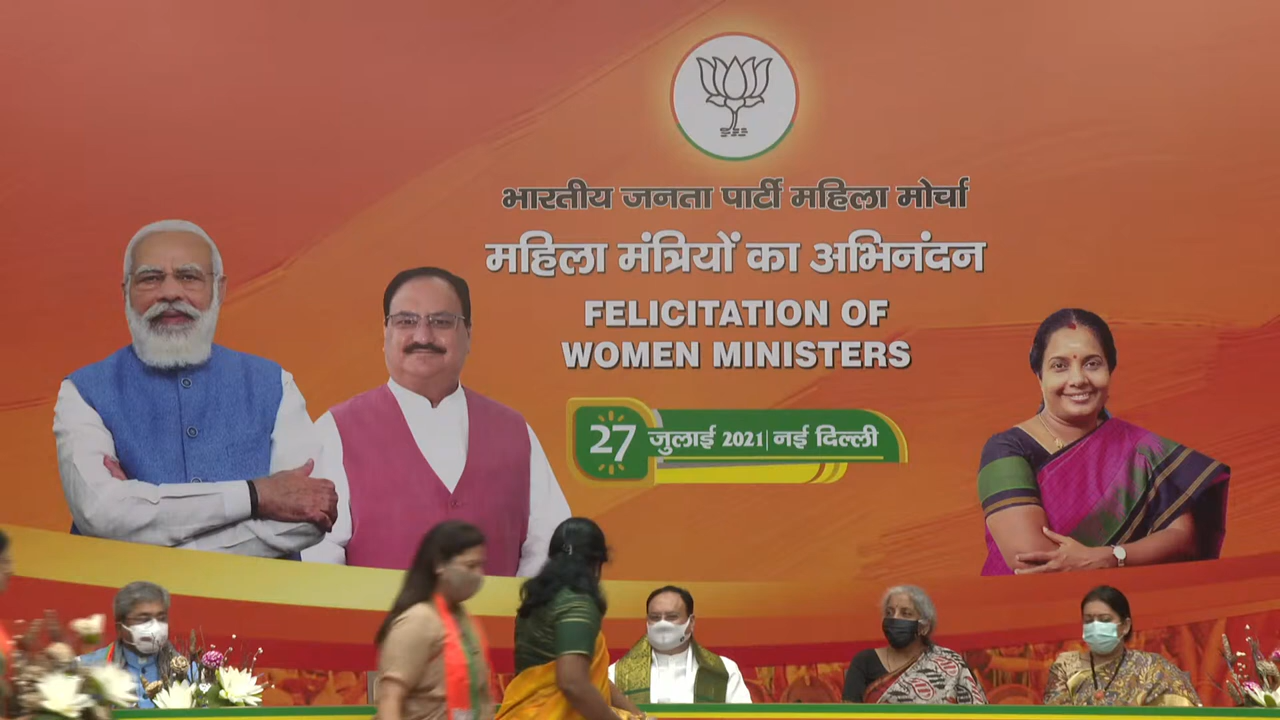 भारतीय जनता पार्टी महिला मोर्चा
महिला मंत्रियों का अभिनंदन
FELICITATION OF
WOMEN MINISTERS
27 जुलाई 2021 | नई दिल्ली